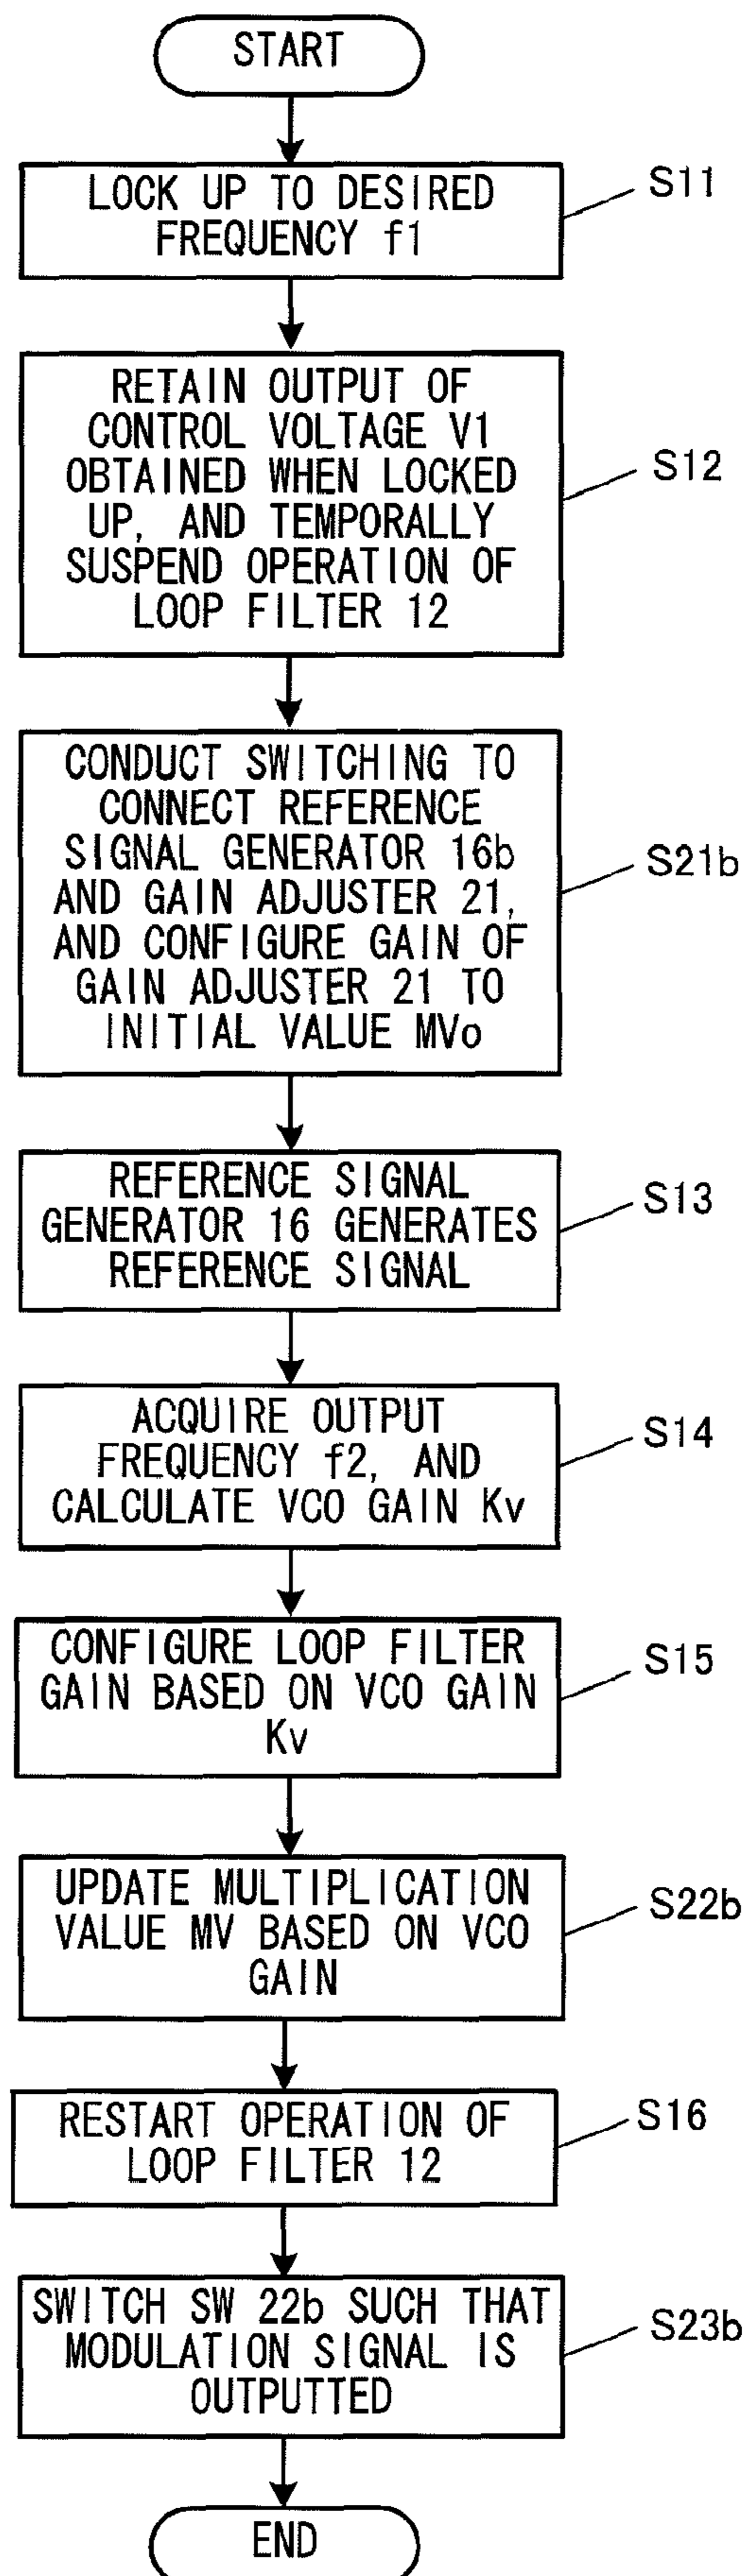 START
LOCK UP TO DESIRED
FREQUENCY f1
S11
RETAIN OUTPUT OF
CONTROL VOLTAGE V1
OBTAINED WHEN LOCKED
UP, AND TEMPORALLY
SUSPEND OPERATION OF
LOOP FILTER 12
S12
CONDUCT SWITCHING TO
CONNECT REFERENCE
SIGNAL GENERATOR 16b
AND GAIN ADJUSTER 21,
AND CONFIGURE GAIN OF
GAIN ADJUSTER 21 TO
INITIAL VALUE MVo
S21b
REFERENCE SIGNAL
GENERATOR 16 GENERATES
REFERENCE SIGNAL
S13
ACQUIRE OUTPUT
FREQUENCY f2, AND
CALCULATE VCO GAIN Kv
S14
CONFIGURE LOOP FILTER
GAIN BASED ON VCO GAIN
Kv
S15
UPDATE MULTIPLICATION
VALUE MV BASED ON VCO
GAIN
S22b
RESTART OPERATION OF
LOOP FILTER 12
S16
SWITCH SW 22b SUCH THAT
MODULATION SIGNAL IS
OUTPUTTED
S23b
END